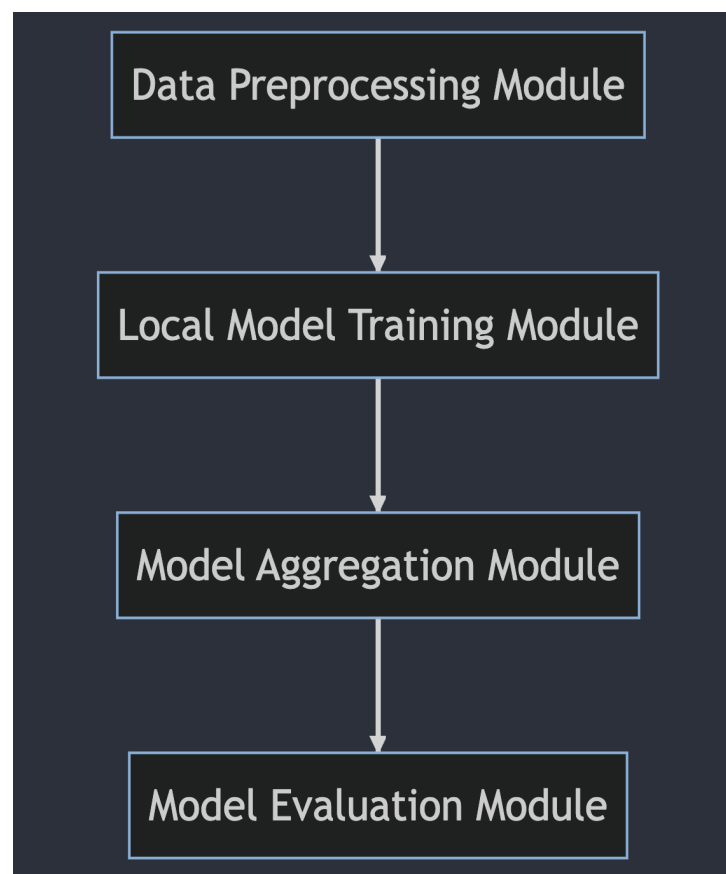 Data Preprocessing Module
Local Model Training Module
Model Aggregation Module
Model Evaluation Module